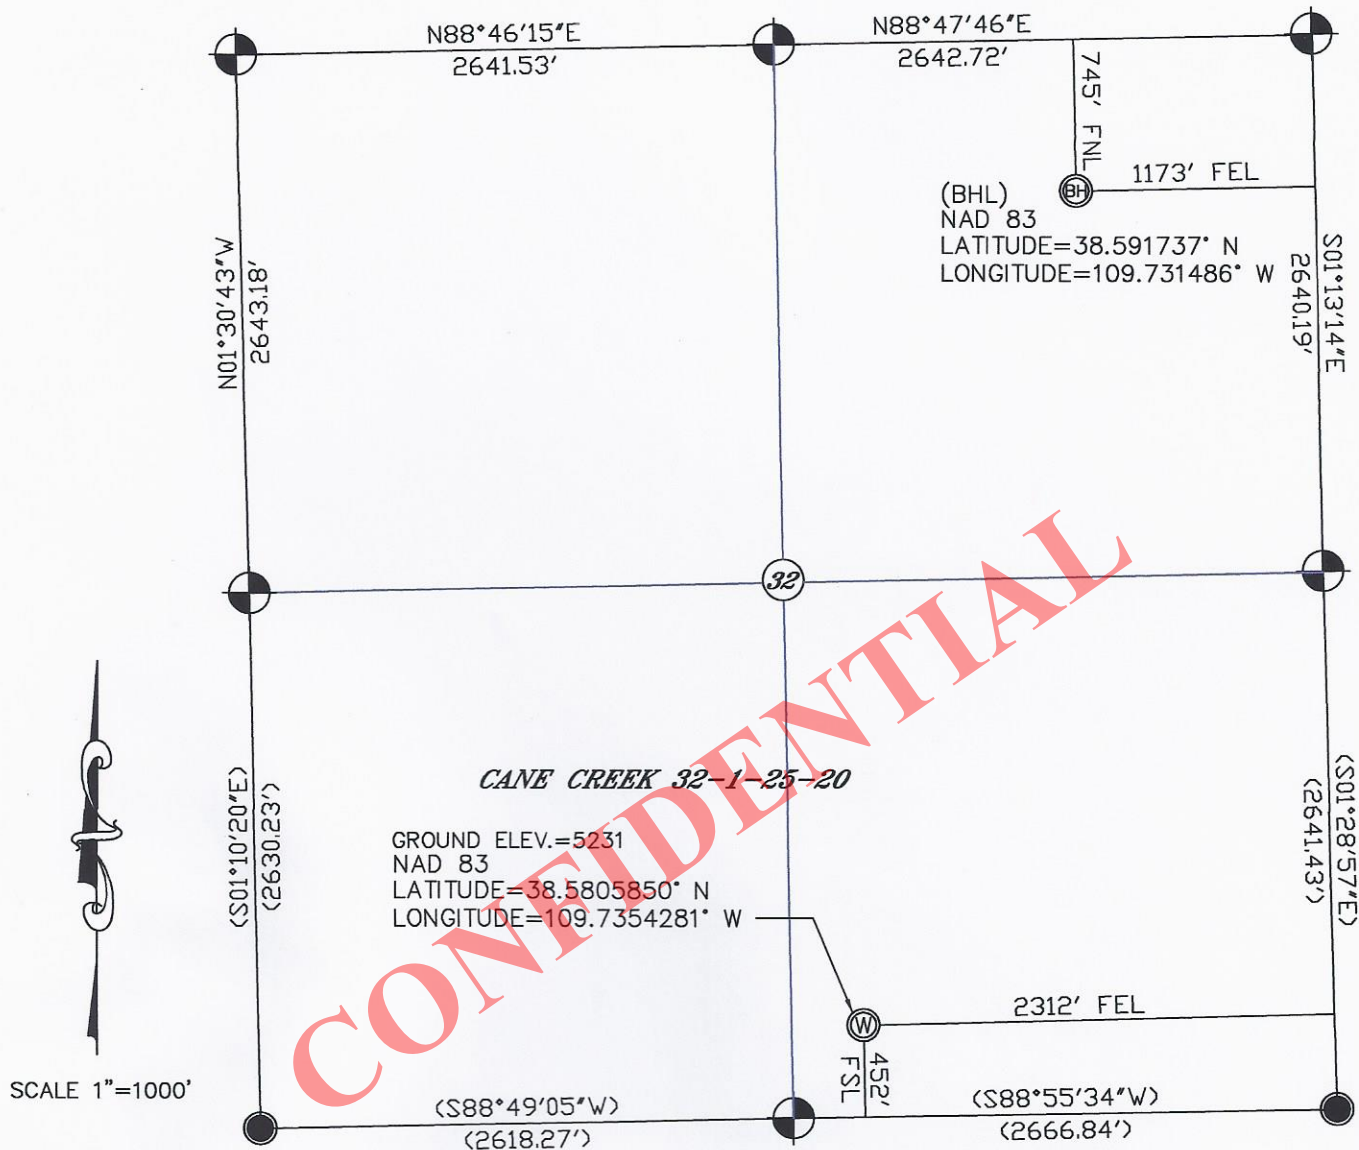 N88°46'15"E
2641.53'
N88°47'46"E
2642.72'
745' FNL
1173' FEL
BH
(BHL)
NAD 83
LATITUDE=38.591737° N
LONGITUDE=109.731486° W
N01°30'43"W
2643.18'
S01°13'14"E
2640.19'
32
CONFIDENTIAL
CANE CREEK 32-1-25-20
GROUND ELEV.=5231
NAD 83
LATITUDE=38.5805850° N
LONGITUDE=109.7354281° W
(S01°10'20"E)
(2630.23')
(S01°28'57"E)
(2641.43')
W
2312' FEL
452'
FSL
SCALE 1"=1000'
(S88°49'05"W)
(2618.27')
(S88°55'34"W)
(2666.84')